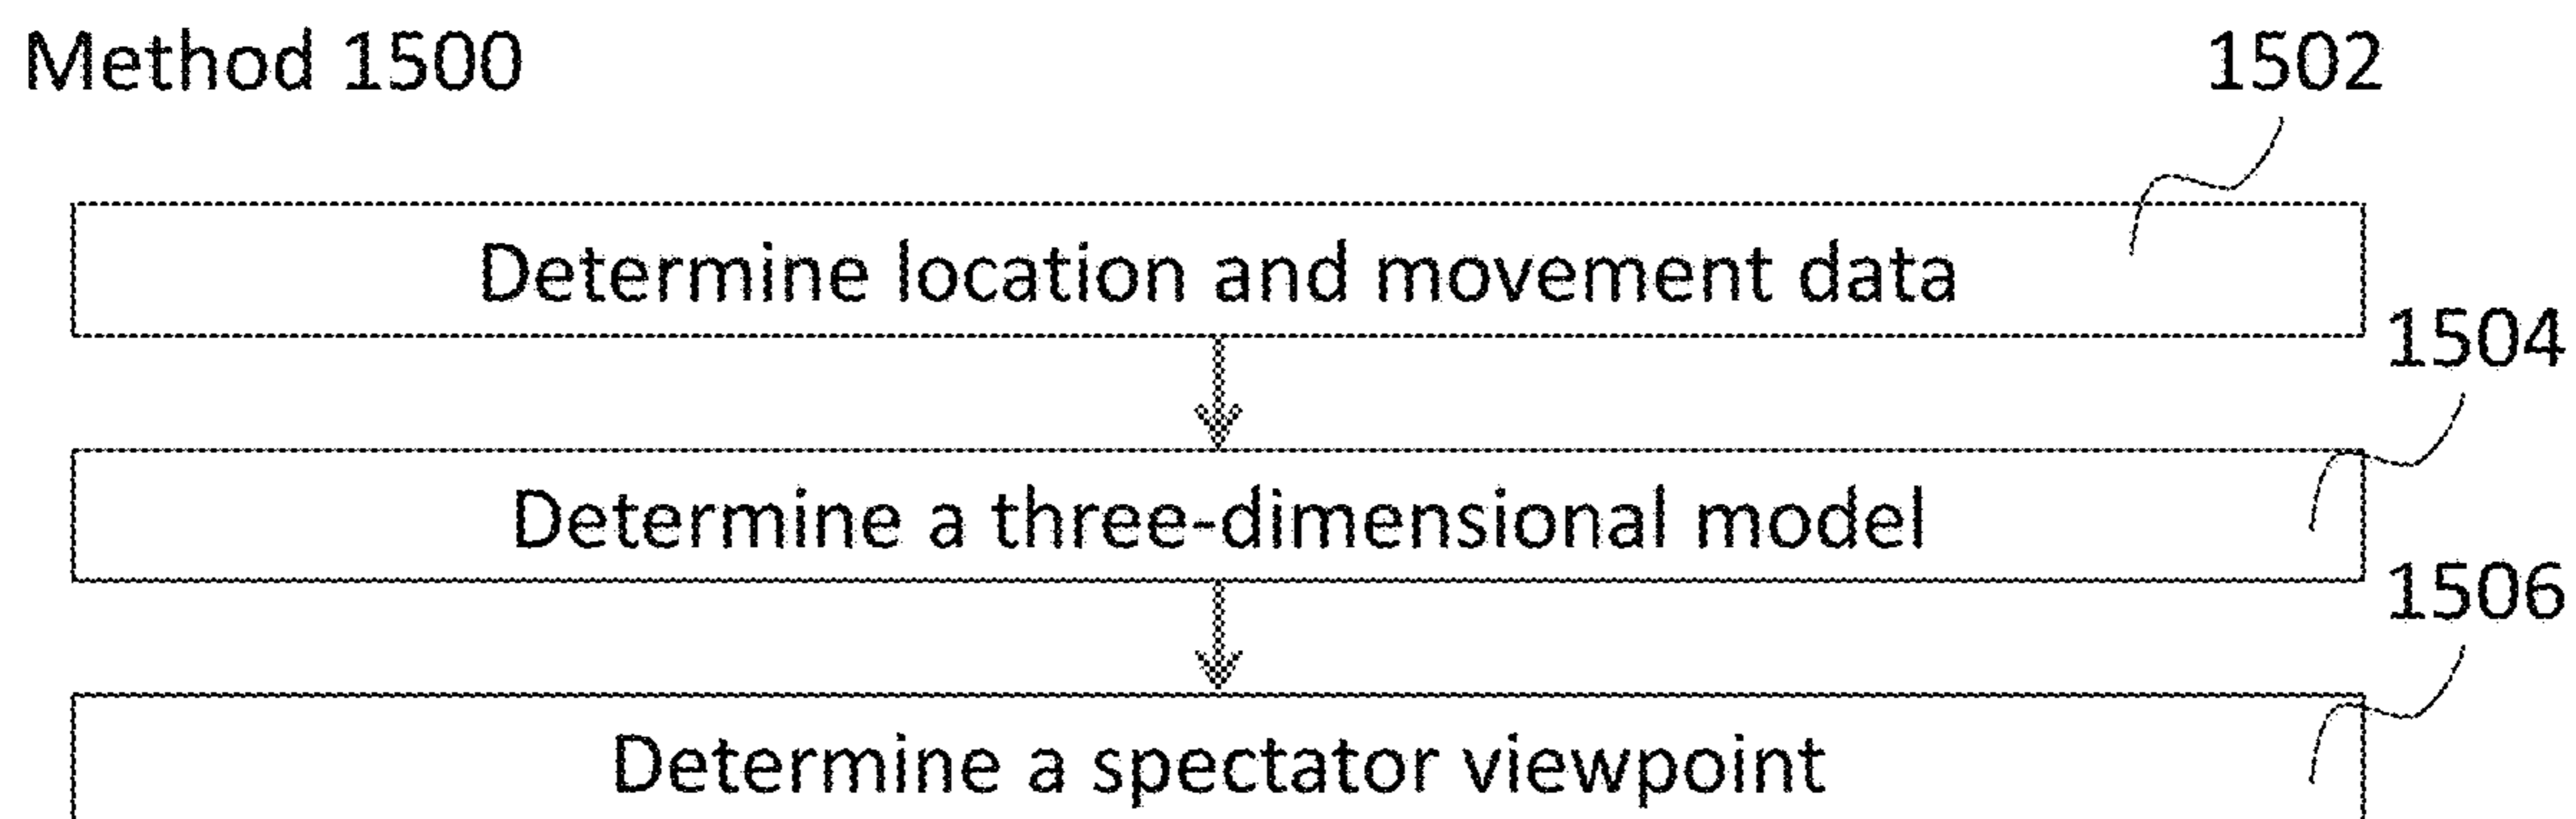 Method 1500
1502
Determine location and movement data
1504
Determine a three-dimensional model
1506
Determine a spectator viewpoint